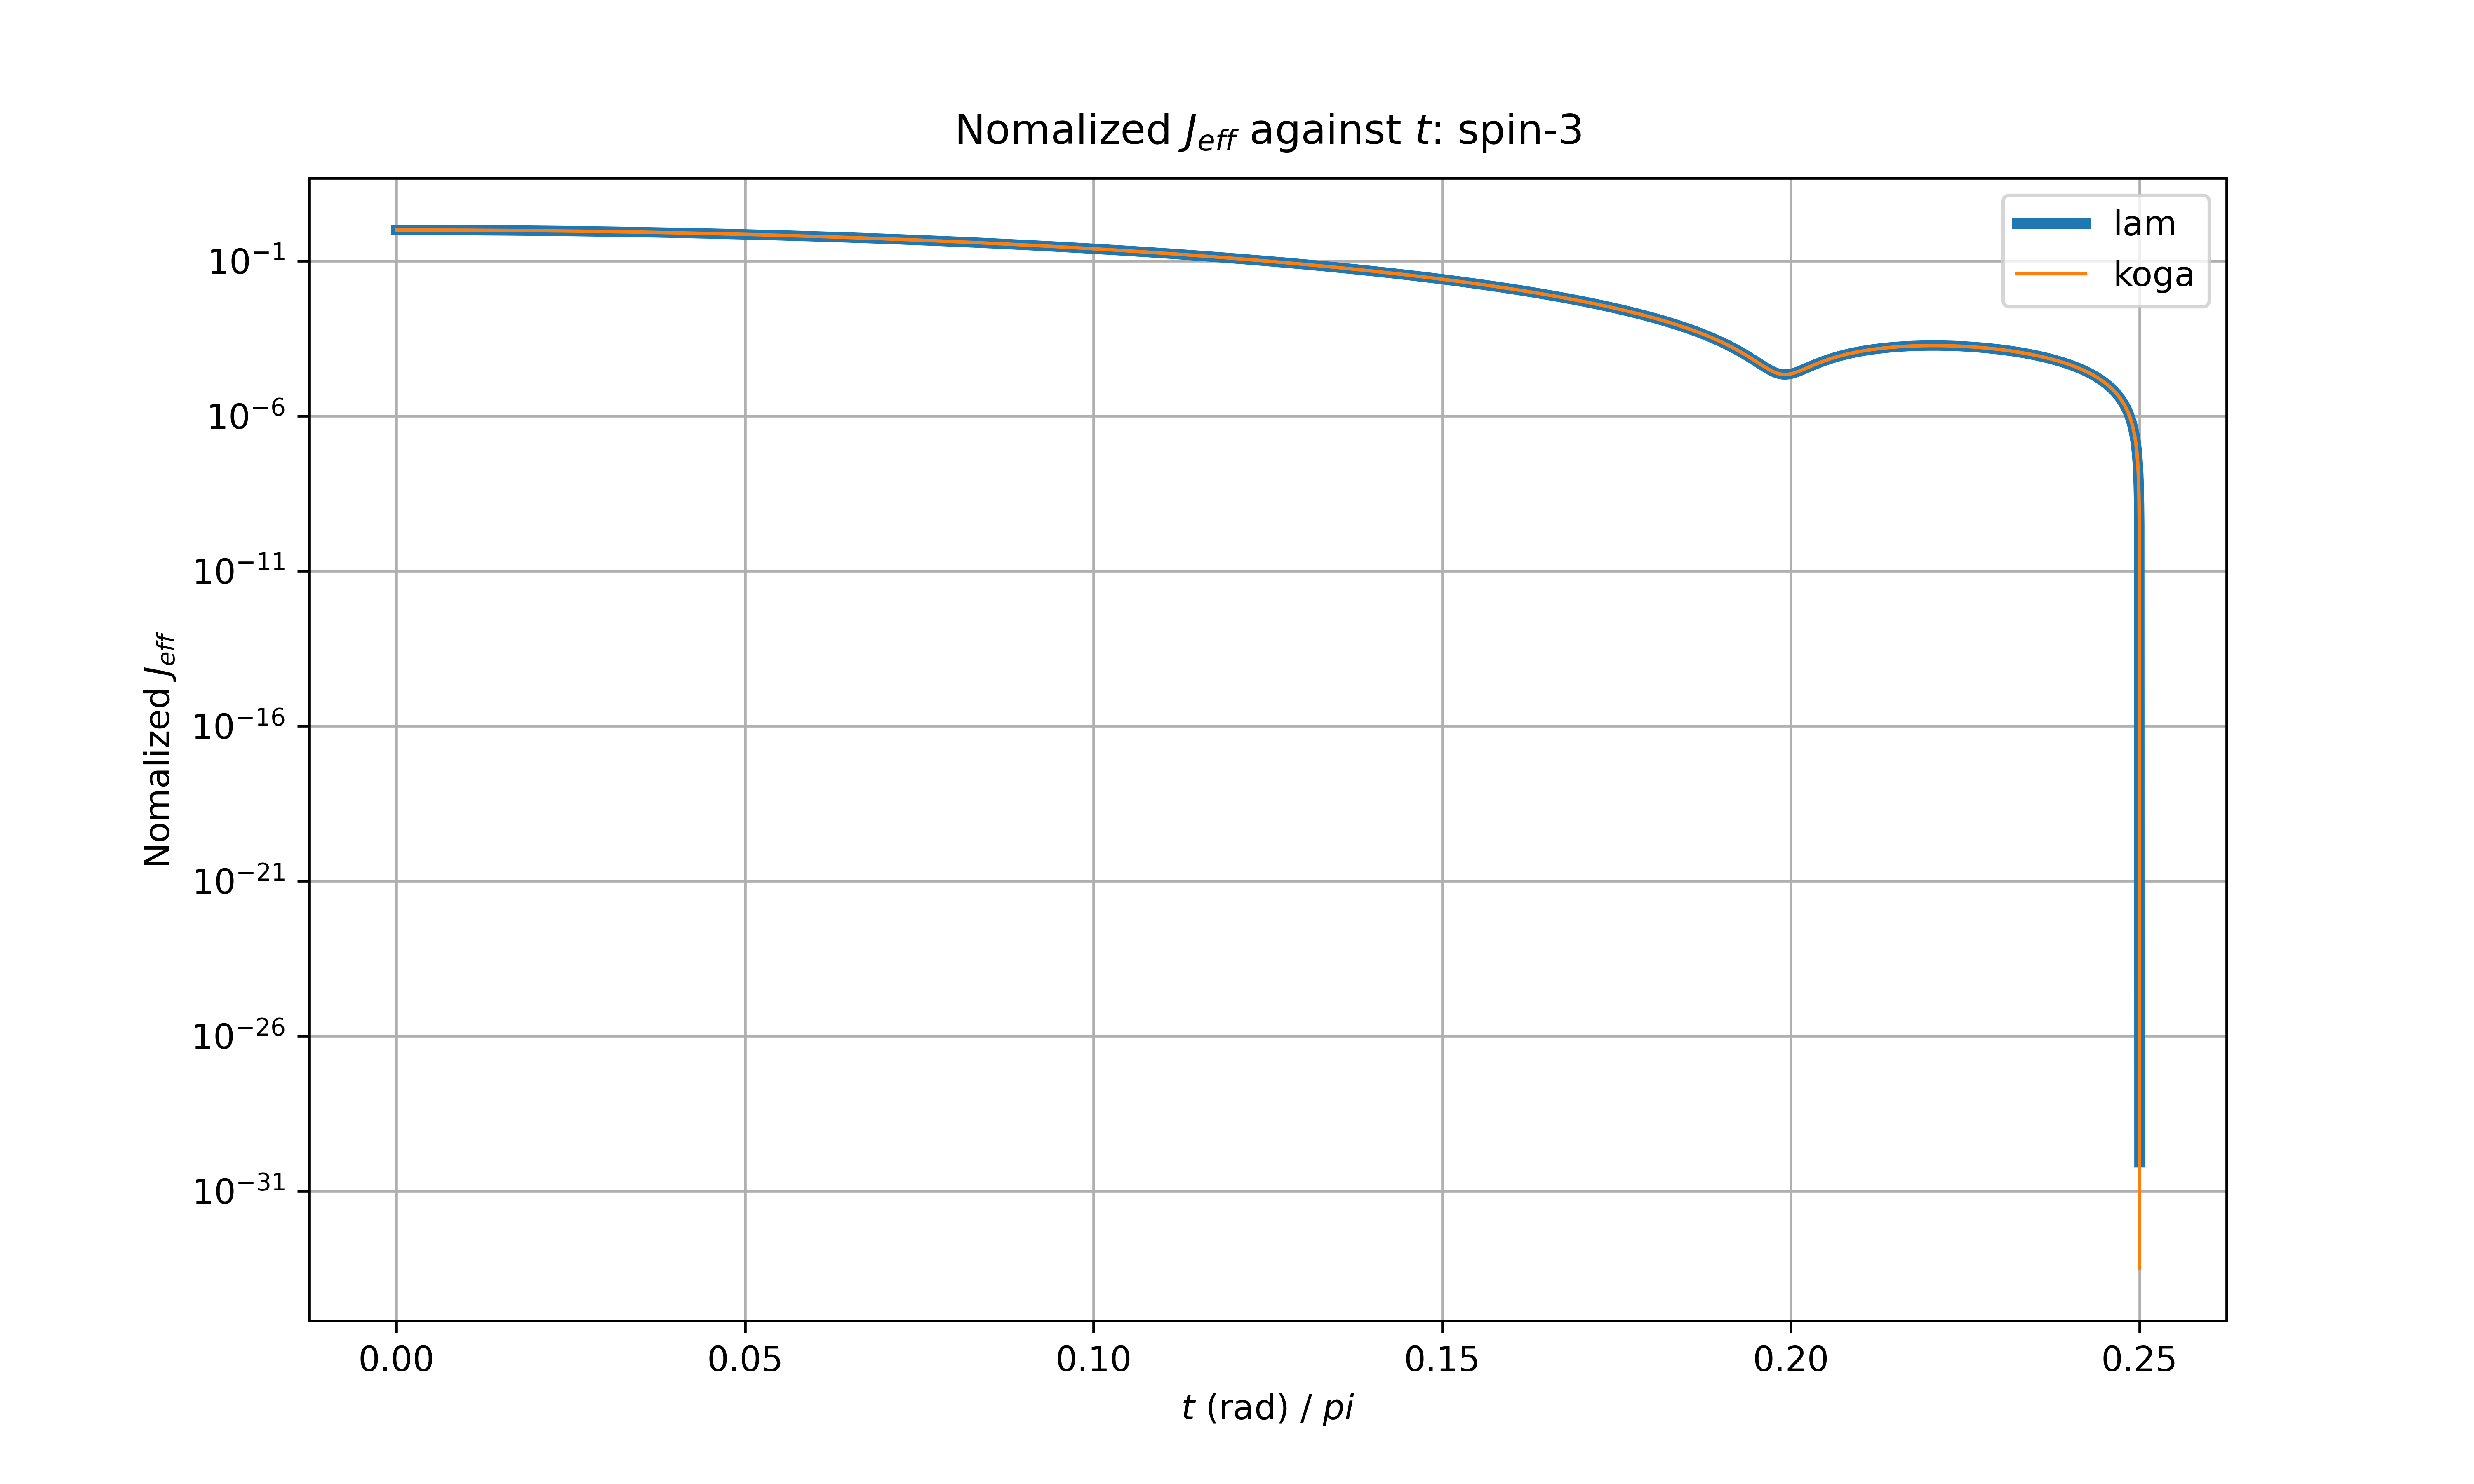 Nomalized J_eff against t: spin-3
lam
koga
Nomalized J_eff
10^−1
10^−6
10^−11
10^−16
10^−21
10^−26
10^−31
0.00 0.05 0.10 0.15 0.20 0.25
t (rad) / pi